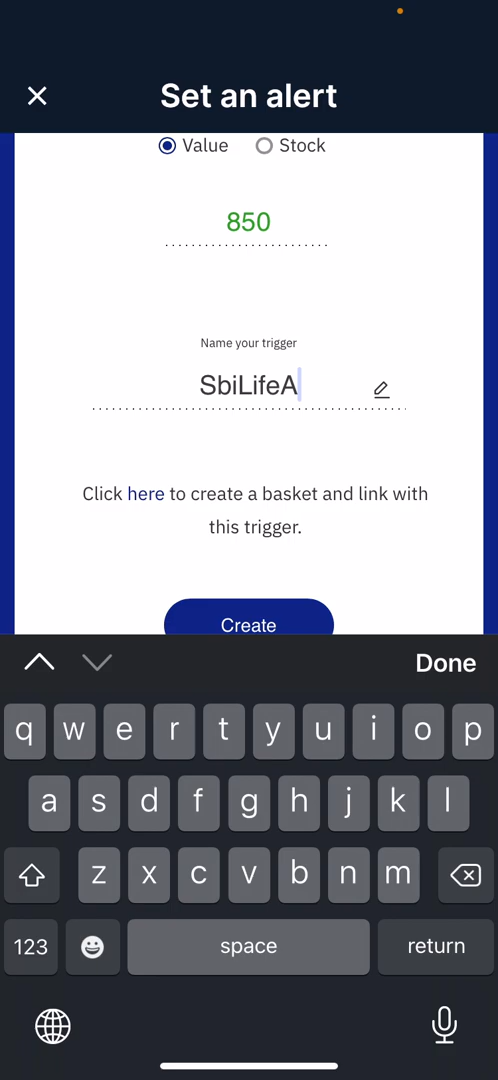 Set an alert
Value Stock
850
Name your trigger
SbiLifeA
Click here to create a basket and link with
this trigger.
Create
Done
q w e r t y u i o p
a s d f g h j k l
z x c v b n m
123 space return